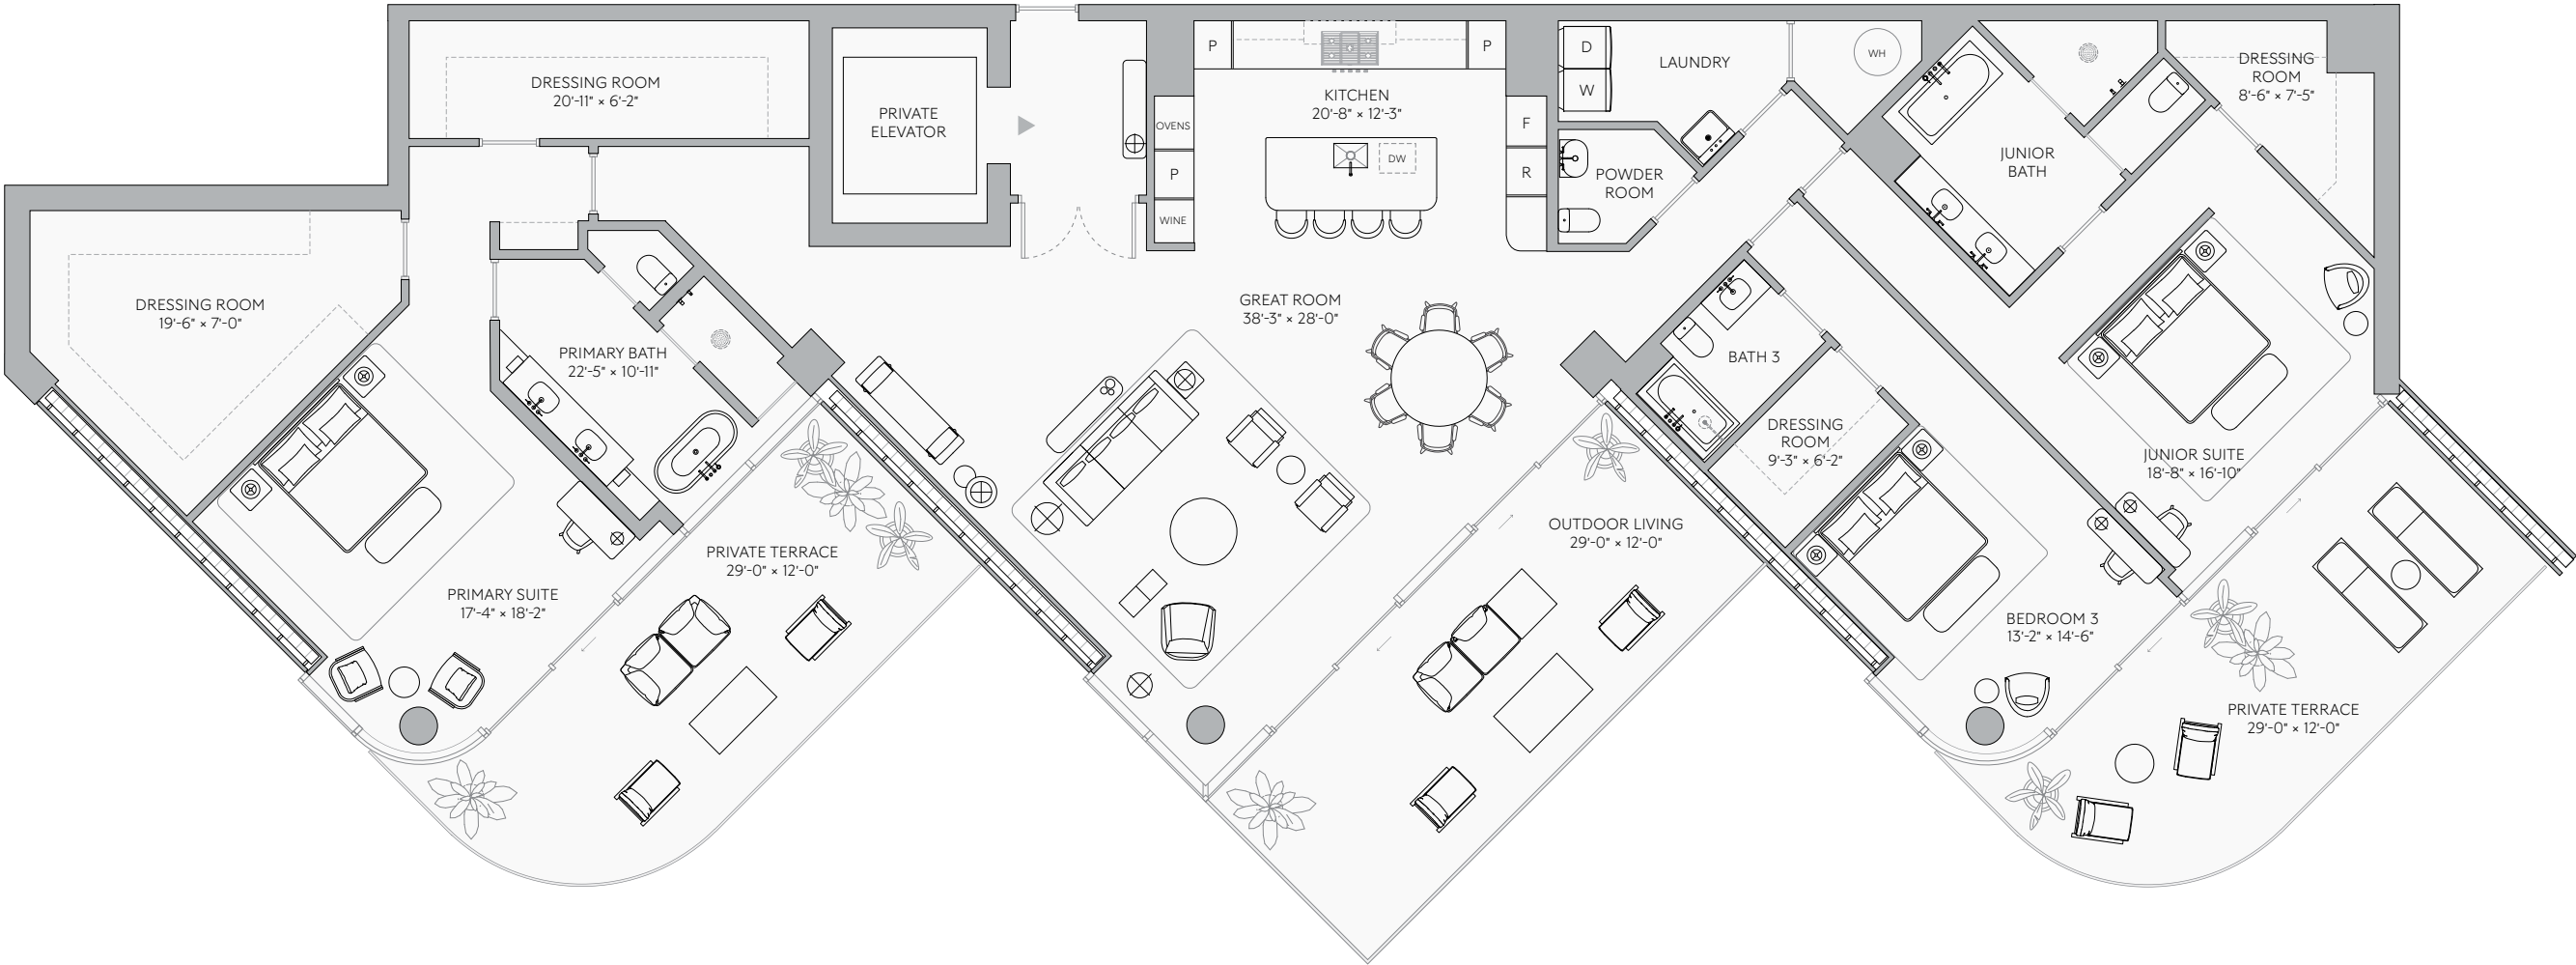 DRESSING ROOM
20'-11" × 6'-2"
PRIVATE
ELEVATOR
P
P
KITCHEN
20'-8" × 12'-3"
OVENS
P
WINE
DW
F
R
D
W
LAUNDRY
WH
POWDER
ROOM
JUNIOR
BATH
DRESSING
ROOM
8'-6" × 7'-5"
DRESSING ROOM
19'-6" × 7'-0"
PRIMARY BATH
22'-5" × 10'-11"
GREAT ROOM
38'-3" × 28'-0"
BATH 3
DRESSING
ROOM
9'-3" × 6'-2"
JUNIOR SUITE
18'-8" × 16'-10"
PRIMARY SUITE
17'-4" × 18'-2"
PRIVATE TERRACE
29'-0" × 12'-0"
OUTDOOR LIVING
29'-0" × 12'-0"
BEDROOM 3
13'-2" × 14'-6"
PRIVATE TERRACE
29'-0" × 12'-0"